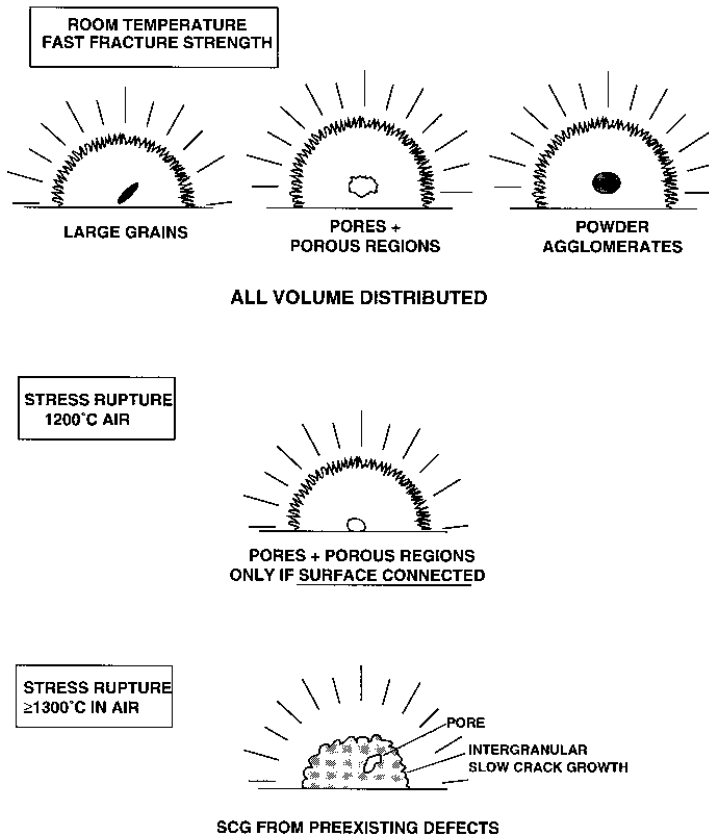 ROOM TEMPERATURE
FAST FRACTURE STRENGTH
LARGE GRAINS
PORES +
POROUS REGIONS
POWDER
AGGLOMERATES
ALL VOLUME DISTRIBUTED
STRESS RUPTURE
1200°C AIR
PORES + POROUS REGIONS
ONLY IF SURFACE CONNECTED
STRESS RUPTURE
≥1300°C IN AIR
PORE
INTERGRANULAR
SLOW CRACK GROWTH
SCG FROM PREEXISTING DEFECTS